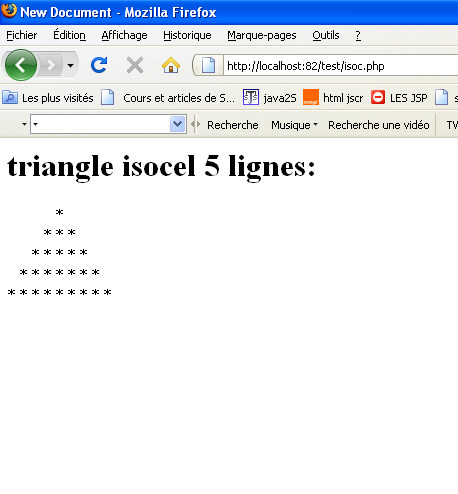 New Document - Mozilla Firefox
Fichier Édition Affichage Historique Marque-pages Outils ?
http://localhost:82/test/isoc.php
Les plus visités Cours et articles de S... java2S html jscr LES JSP s
Recherche Musique Recherche une vidéo TV
triangle isocel 5 lignes:
*
* * *
* * * * *
* * * * * * *
* * * * * * * * *